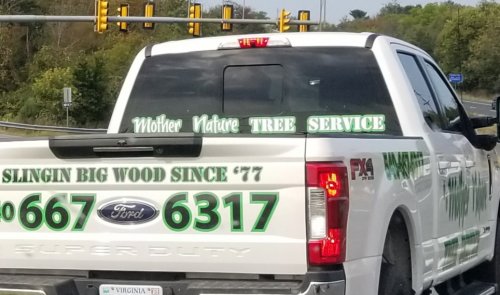 Mother Nature TREE SERVICE
SLINGIN BIG WOOD SINCE '77
667 Ford 6317
SUPER DUTY
FX4
VIRGINIA